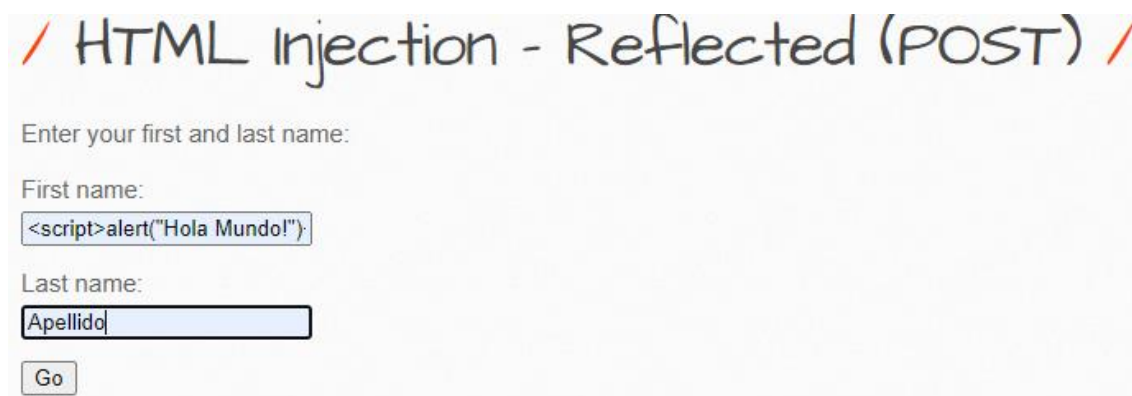 / HTML Injection - Reflected (POST) /
Enter your first and last name:
First name:
<script>alert("Hola Mundo!")
Last name:
Apellido
Go